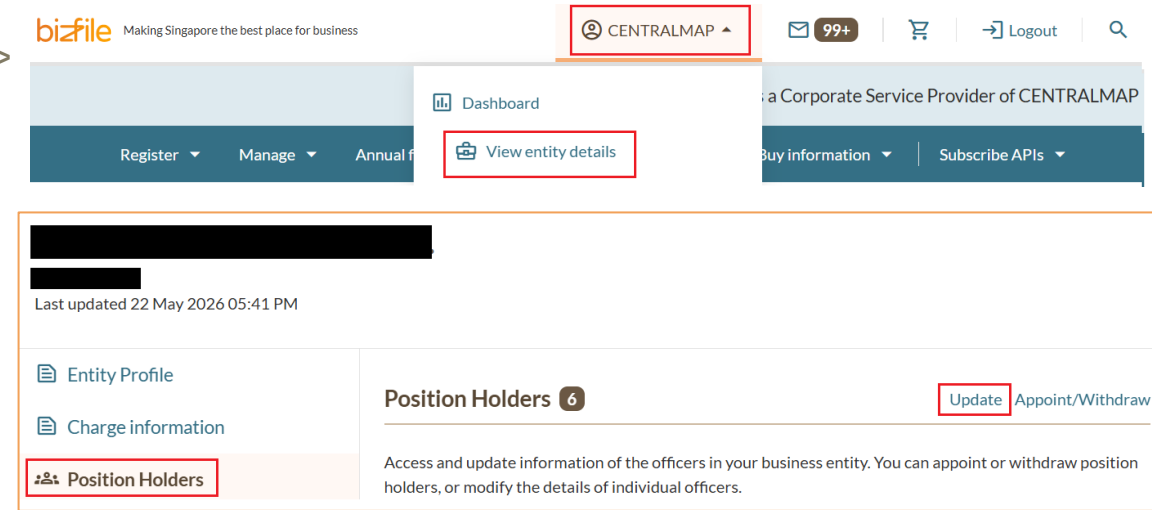 bizfile Making Singapore the best place for business
CENTRALMAP
99+
Logout
>
Dashboard
a Corporate Service Provider of CENTRALMAP
View entity details
Register
Manage
Annual f
Buy information
Subscribe APIs
Last updated 22 May 2026 05:41 PM
Entity Profile
Charge information
Position Holders
Position Holders 6
Update
Appoint/Withdraw
Access and update information of the officers in your business entity. You can appoint or withdraw position
holders, or modify the details of individual officers.